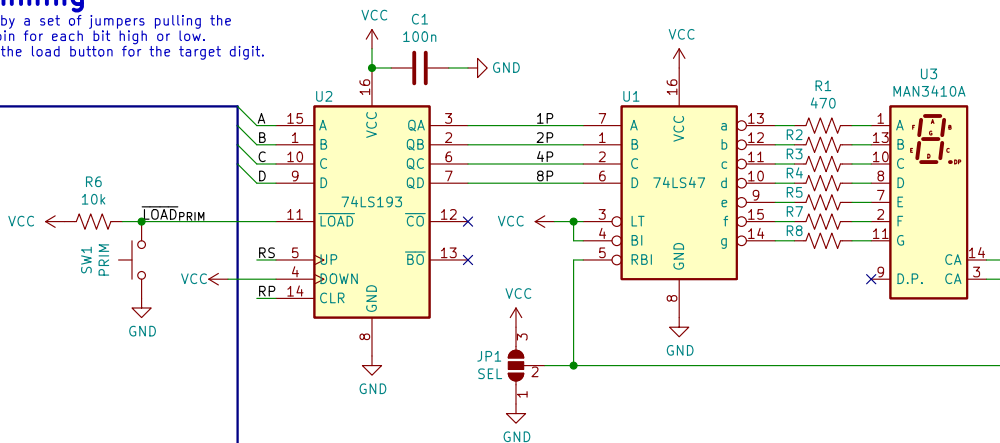 by a set of jumpers pulling the
pin for each bit high or low.
the load button for the target digit.
VCC
C1
100n
GND
16
U2
VCC
A 15 A QA 3
B 1 B QB 2
C 10 C QC 6
D 9 D QD 7
74LS193
LOAD 11 LOAD CO 12
PRIM
RS 5 UP BO 13
VCC 4 DOWN
RP 14 CLR
GND
8
GND
R6
10k
VCC
SW1
PRIM
GND
1P
2P
4P
8P
VCC
16
U1
VCC
7 A a 13
1 B b 12
2 C c 11
6 D d 10
74LS47
e 9
VCC 3 LT f 15
4 BI g 14
5 RBI
GND
8
GND
VCC
3
JP1
SEL
2
1
GND
R1
470
R2
R3
R4
R5
R7
R8
U3
MAN3410A
1 A
13 B
10 C
8 D
7 E
2 F
11 G
9 D.P.
CA 14
CA 3
A
F B
G
E C
D
DP